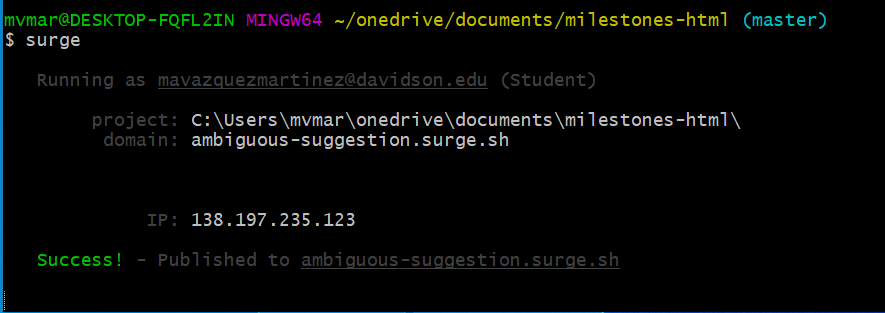 mvmar@DESKTOP-FQFL2IN MINGW64 ~/onedrive/documents/milestones-html (master)
$ surge
Running as mavazquezmartinez@davidson.edu (Student)
project: C:\Users\mvmar\onedrive\documents\milestones-html\
domain: ambiguous-suggestion.surge.sh
IP: 138.197.235.123
Success! - Published to ambiguous-suggestion.surge.sh